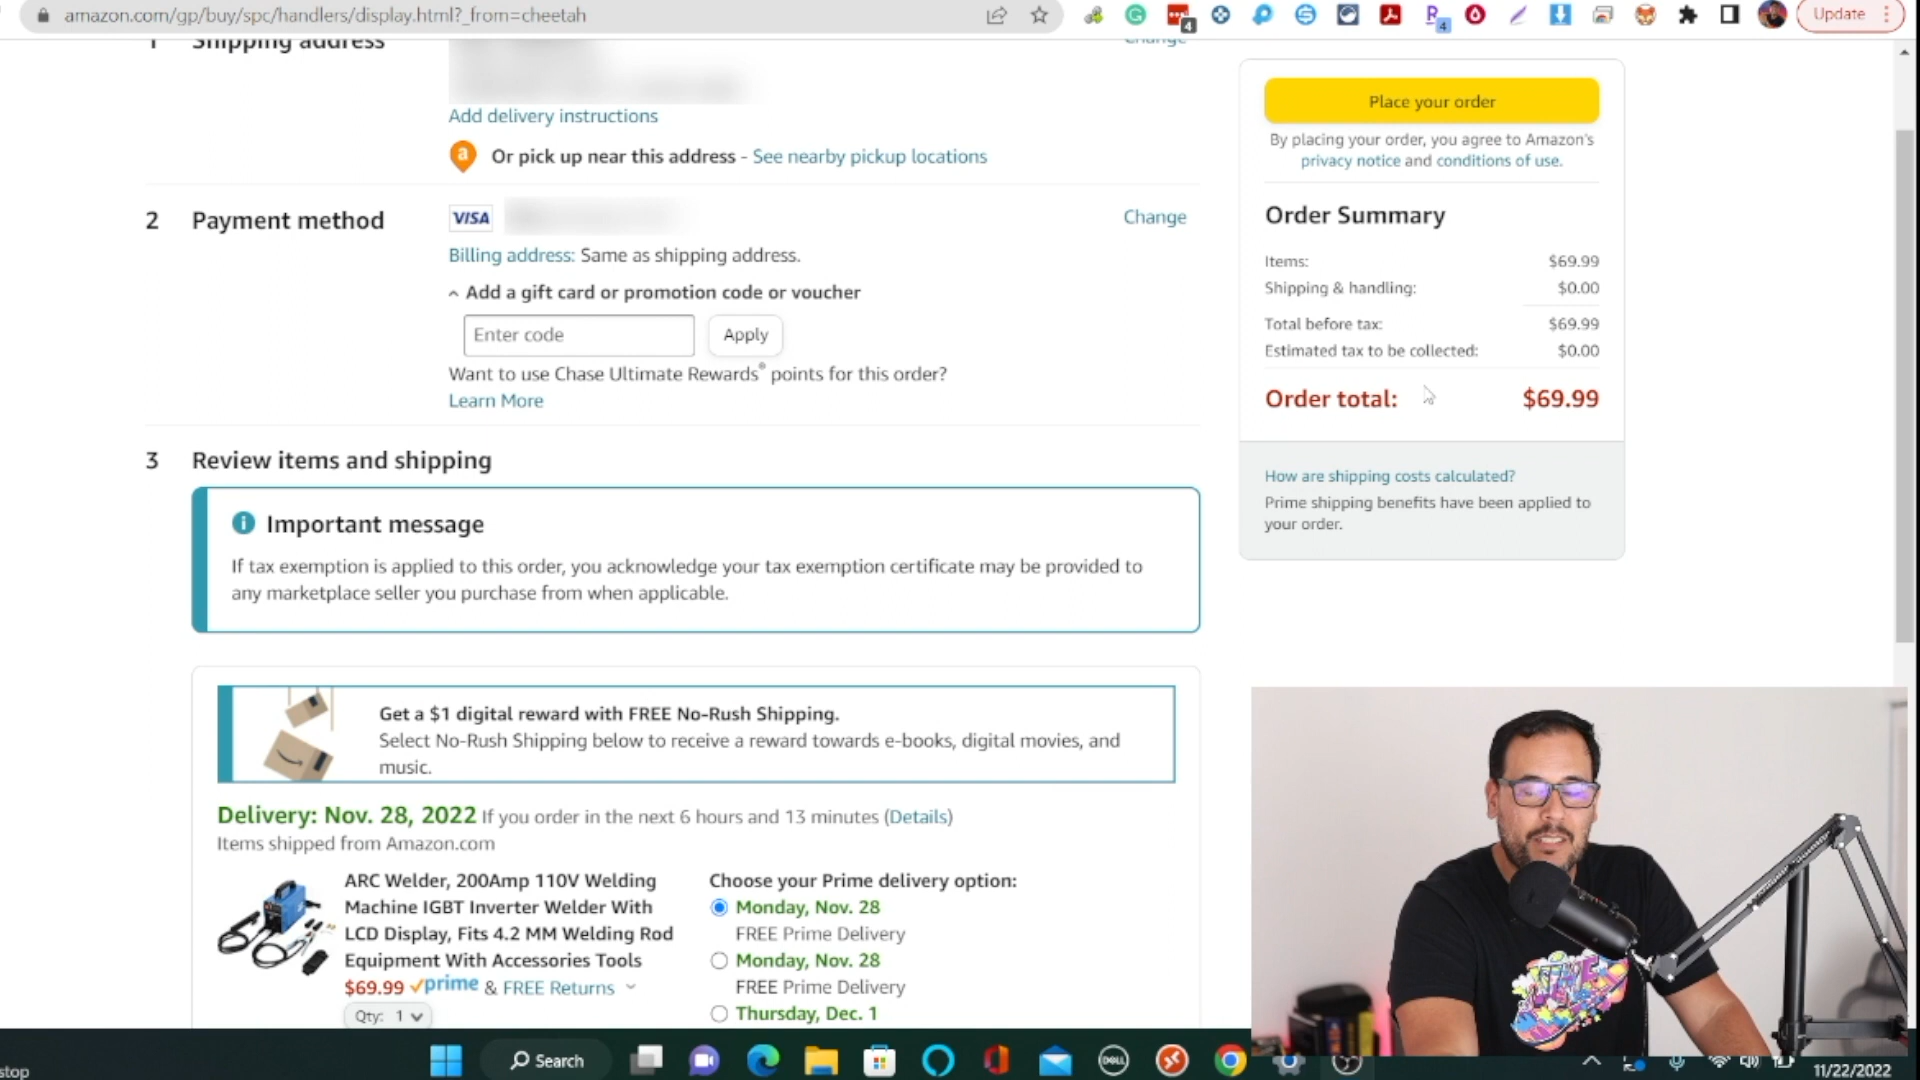 amazon.com/gp/buy/spc/handlers/display.html?_from=cheetah
Update
1 Shipping address
Change
Add delivery instructions
Or pick up near this address - See nearby pickup locations
2 Payment method
VISA
Change
Billing address: Same as shipping address.
Add a gift card or promotion code or voucher
Enter code
Apply
Want to use Chase Ultimate Rewards® points for this order?
Learn More
3 Review items and shipping
Important message
If tax exemption is applied to this order, you acknowledge your tax exemption certificate may be provided to
any marketplace seller you purchase from when applicable.
Get a $1 digital reward with FREE No-Rush Shipping.
Select No-Rush Shipping below to receive a reward towards e-books, digital movies, and
music.
Delivery: Nov. 28, 2022 If you order in the next 6 hours and 13 minutes (Details)
Items shipped from Amazon.com
ARC Welder, 200Amp 110V Welding
Machine IGBT Inverter Welder With
LCD Display, Fits 4.2 MM Welding Rod
Equipment With Accessories Tools
$69.99 prime & FREE Returns
Qty: 1
Choose your Prime delivery option:
Monday, Nov. 28
FREE Prime Delivery
Monday, Nov. 28
FREE Prime Delivery
Thursday, Dec. 1
Place your order
By placing your order, you agree to Amazon's
privacy notice and conditions of use.
Order Summary
Items: $69.99
Shipping & handling: $0.00
Total before tax: $69.99
Estimated tax to be collected: $0.00
Order total: $69.99
How are shipping costs calculated?
Prime shipping benefits have been applied to
your order.
stop
Search
DELL
11/22/2022